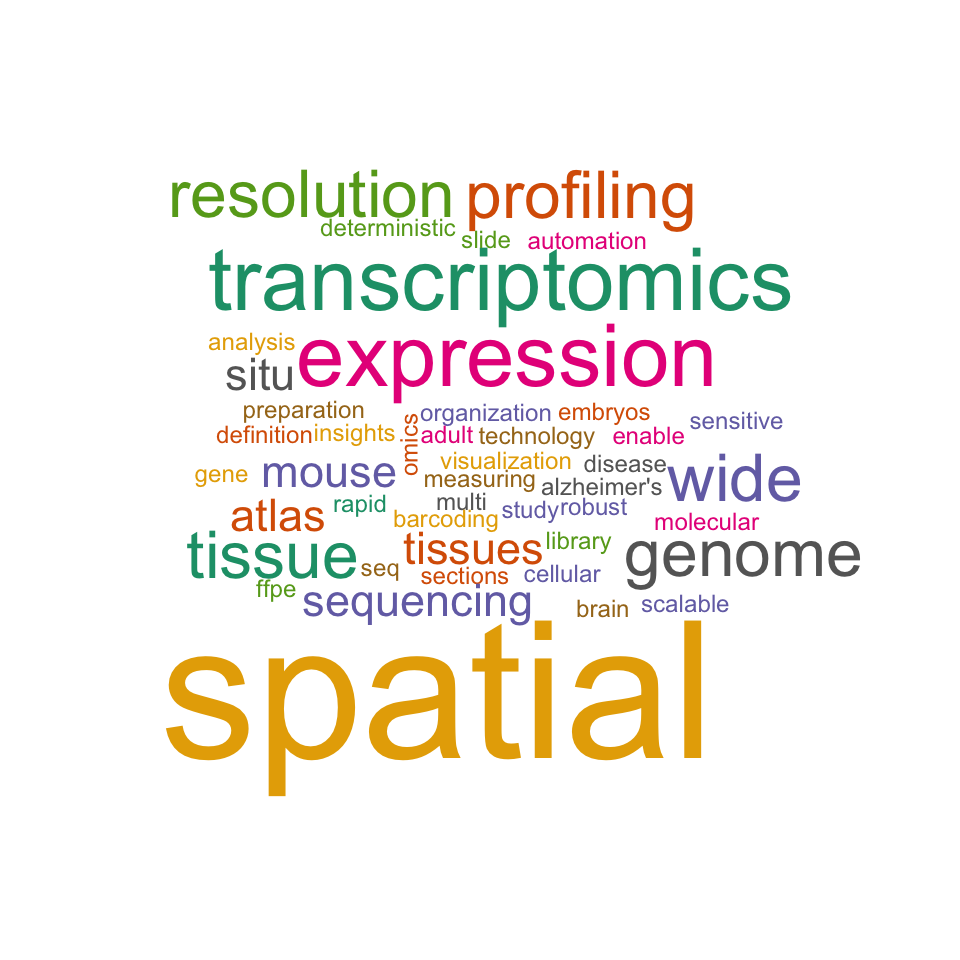 resolution profiling
deterministic slide automation
transcriptomics
analysis expression
situ
preparation organization embryos sensitive
definition insights omics adult technology enable
gene mouse visualization disease wide
measuring alzheimer's
atlas rapid multi study robust molecular
barcoding
tissue seq tissues library genome
ffpe sections cellular
sequencing brain scalable
spatial